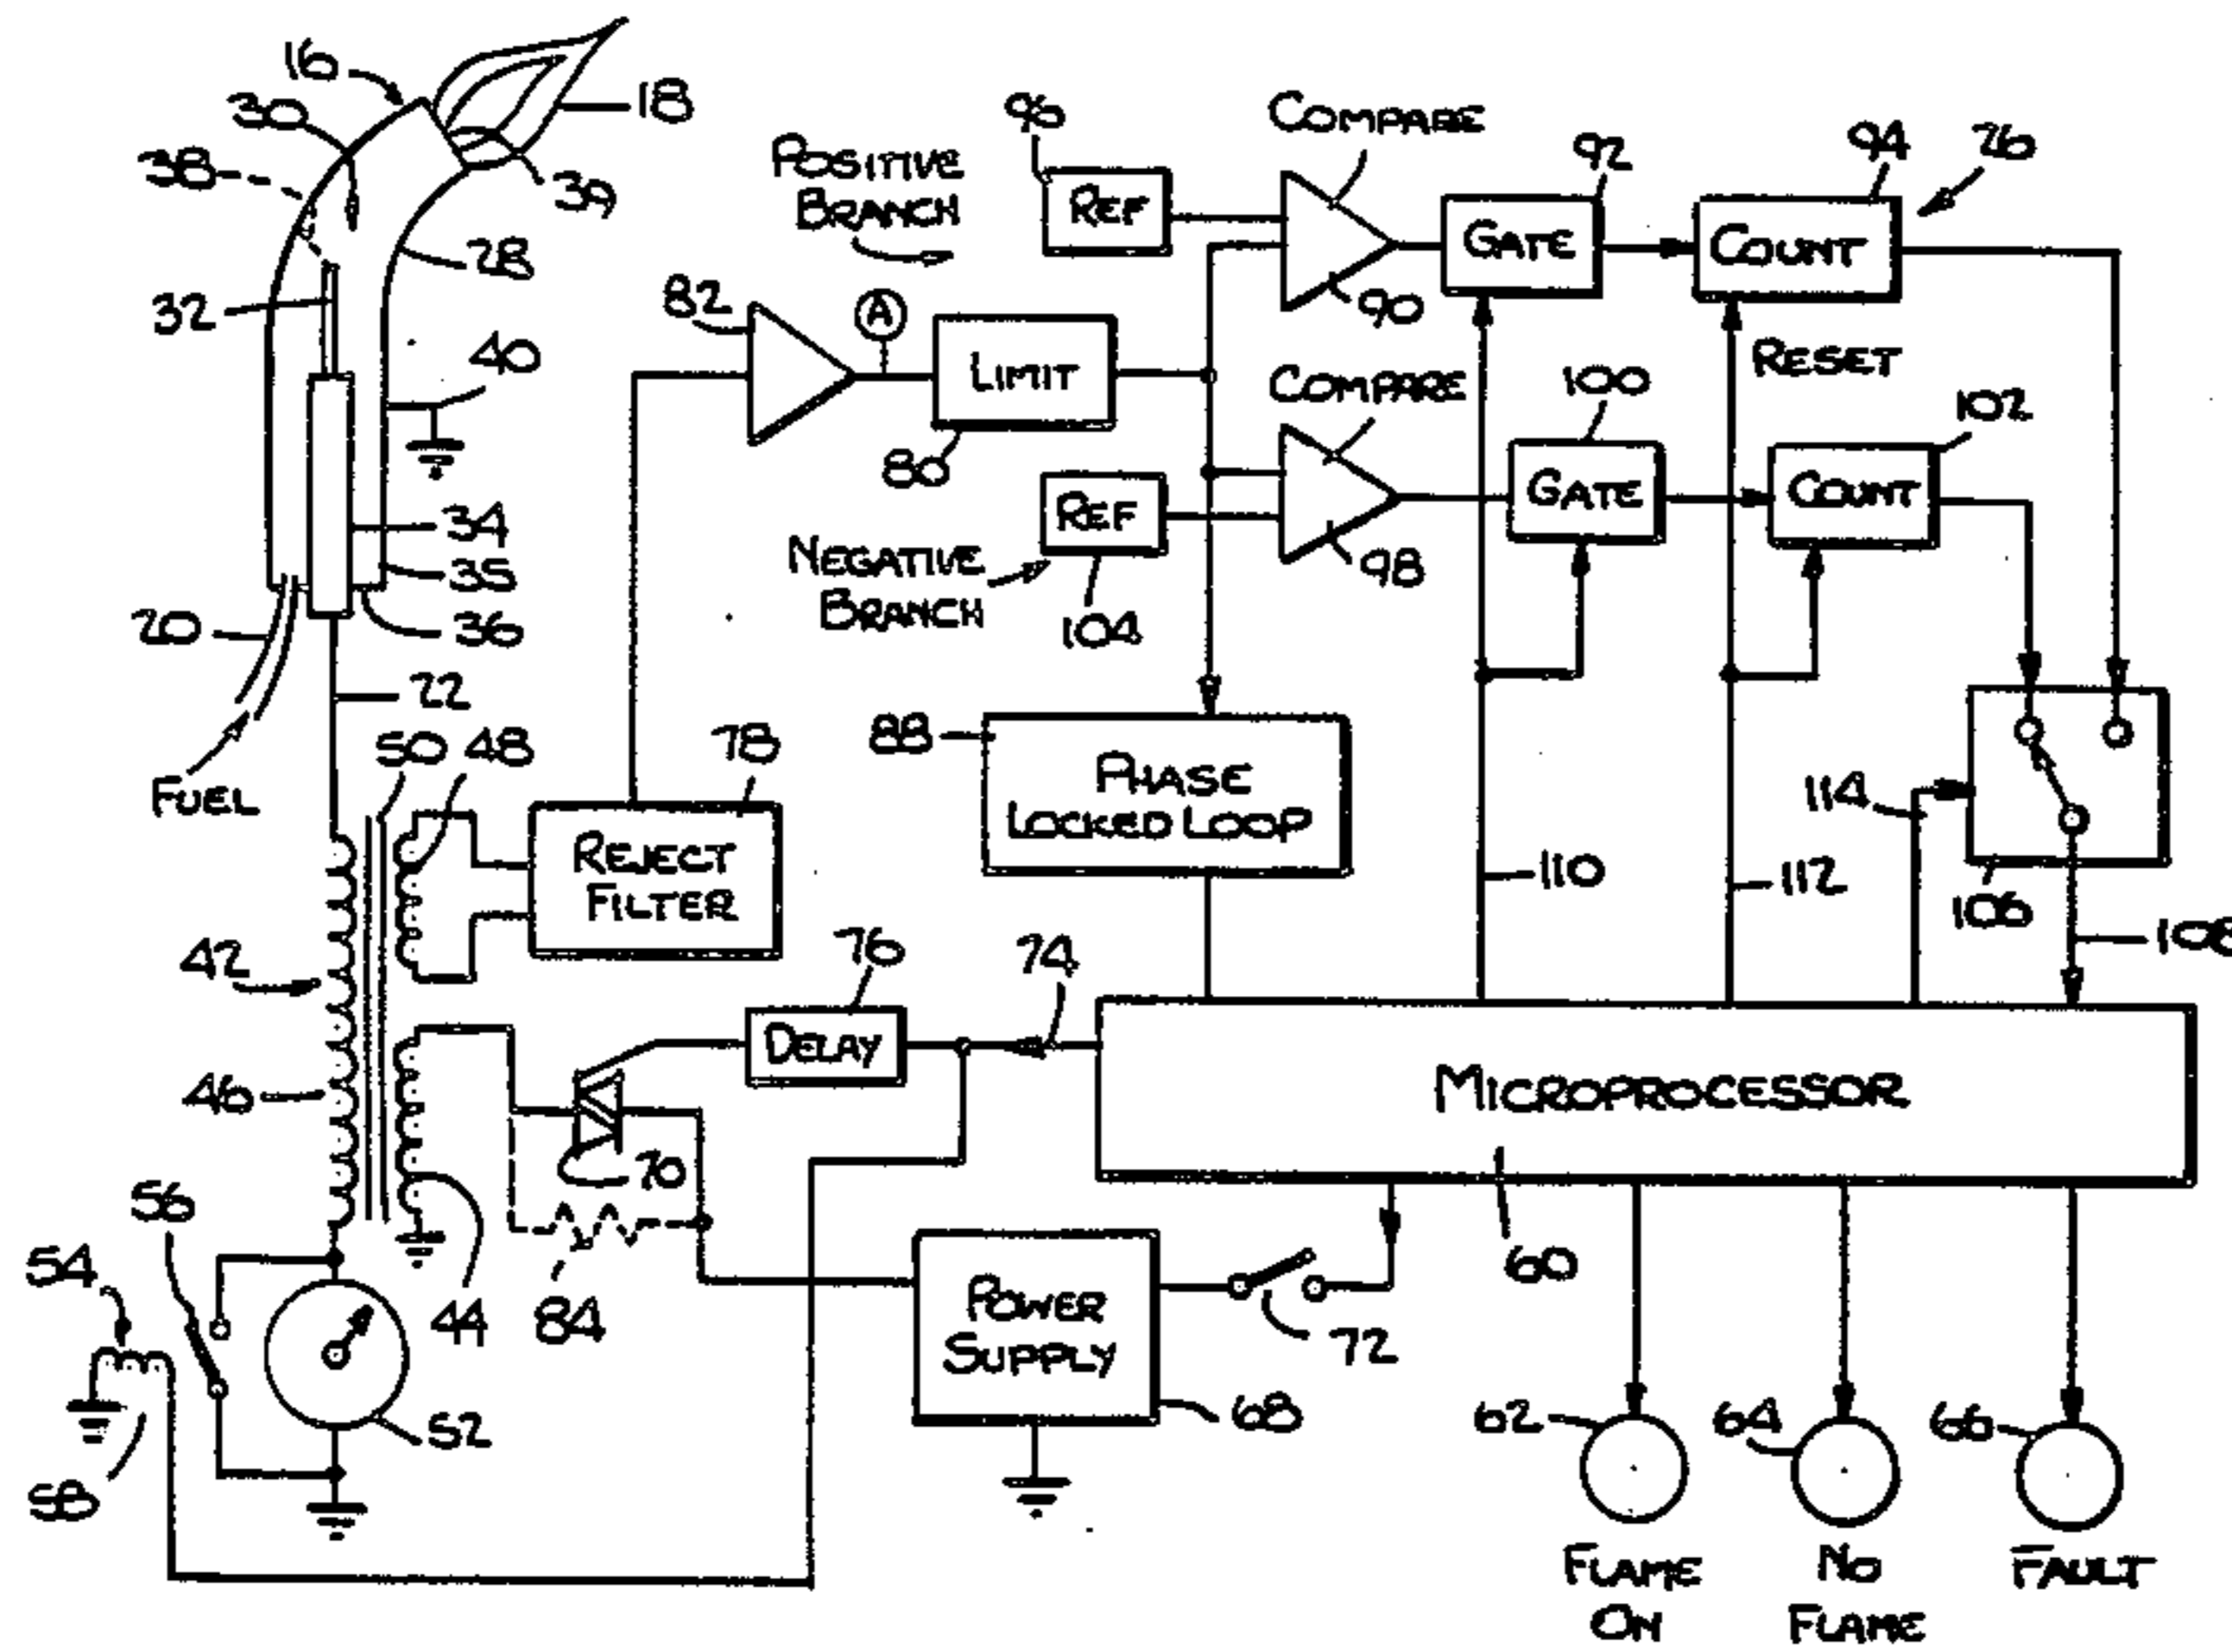 16
18
30
38
39
28
32
40
34
35
36
20
22
FUEL
50
48
42
46
56
54
44
52
58
POSITIVE
BRANCH
96
REF
COMPARE
90
92
GATE
94
COUNT
26
RESET
82
A
LIMIT
80
COMPARE
98
100
GATE
102
COUNT
REF
104
NEGATIVE
BRANCH
78
REJECT
FILTER
88
PHASE
LOCKED LOOP
110
112
114
106
108
76
DELAY
74
70
84
MICROPROCESSOR
60
POWER
SUPPLY
68
72
62
64
66
FLAME
ON
NO
FLAME
FAULT